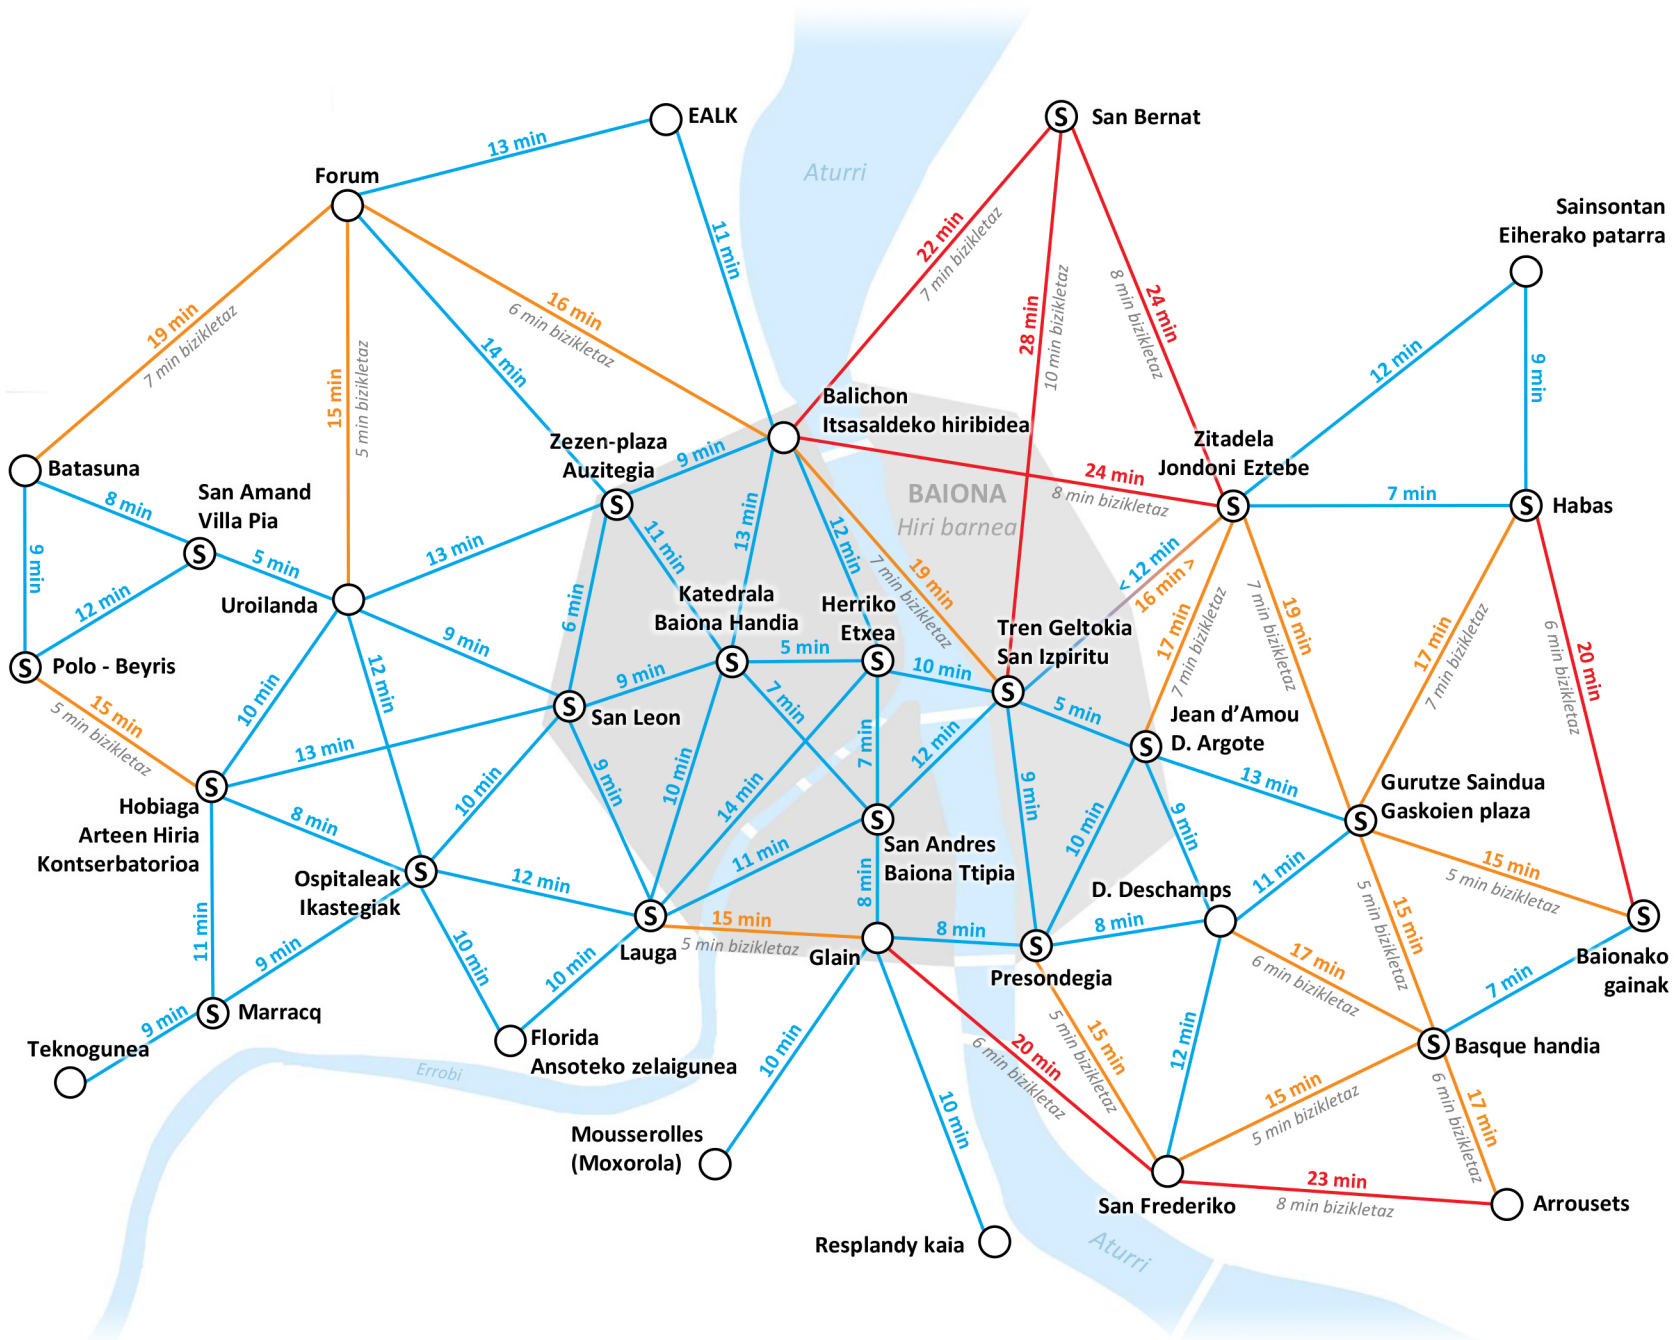 EALK
S
San Bernat
13 min
Forum
Aturri
Sainsontan
Eiherako patarra
11 min
22 min
7 min bizikletaz
28 min
10 min bizikletaz
24 min
8 min bizikletaz
19 min
7 min bizikletaz
15 min
5 min bizikletaz
14 min
16 min
6 min bizikletaz
12 min
9 min
Balichon
Itsasaldeko hiribidea
Zezen-plaza
Auzitegia
9 min
Zitadela
Jondoni Eztebe
24 min
8 min bizikletaz
7 min
S
Habas
S
S
BAIONA
Hiri barnea
Batasuna
8 min
San Amand
Villa Pia
S
5 min
13 min
11 min
13 min
12 min
19 min
7 min bizikletaz
< 12 min
16 min >
17 min
7 min bizikletaz
19 min
7 min bizikletaz
17 min
7 min bizikletaz
20 min
6 min bizikletaz
9 min
12 min
Uroilanda
6 min
Katedrala
Baiona Handia
S
5 min
Herriko
Etxea
S
10 min
Tren Geltokia
San Izpiritu
S
5 min
S
Polo - Beyris
9 min
12 min
10 min
9 min
S
San Leon
7 min
7 min
12 min
9 min
Jean d’Amou
D. Argote
S
13 min
15 min
5 min bizikletaz
13 min
S
Hobiaga
Arteen Hiria
Kontserbatorioa
8 min
10 min
9 min
10 min
14 min
11 min
S
San Andres
Baiona Ttipia
10 min
9 min
Gurutze Saindua
Gaskoien plaza
S
15 min
5 min bizikletaz
11 min
S
Ospitaleak
Ikastegiak
12 min
S
Lauga
15 min
5 min bizikletaz
8 min
Glain
8 min
S
Presondegia
8 min
D. Deschamps
17 min
6 min bizikletaz
15 min
5 min bizikletaz
S
Baionako
gainak
7 min
11 min
9 min
10 min
10 min
S
Marracq
9 min
Teknogunea
Florida
Ansoteko zelaigunea
Errobi
10 min
10 min
20 min
6 min bizikletaz
15 min
5 min bizikletaz
12 min
S
Basque handia
15 min
5 min bizikletaz
17 min
6 min bizikletaz
Mousserolles
(Moxorola)
San Frederiko
23 min
8 min bizikletaz
Arrousets
Resplandy kaia
Aturri